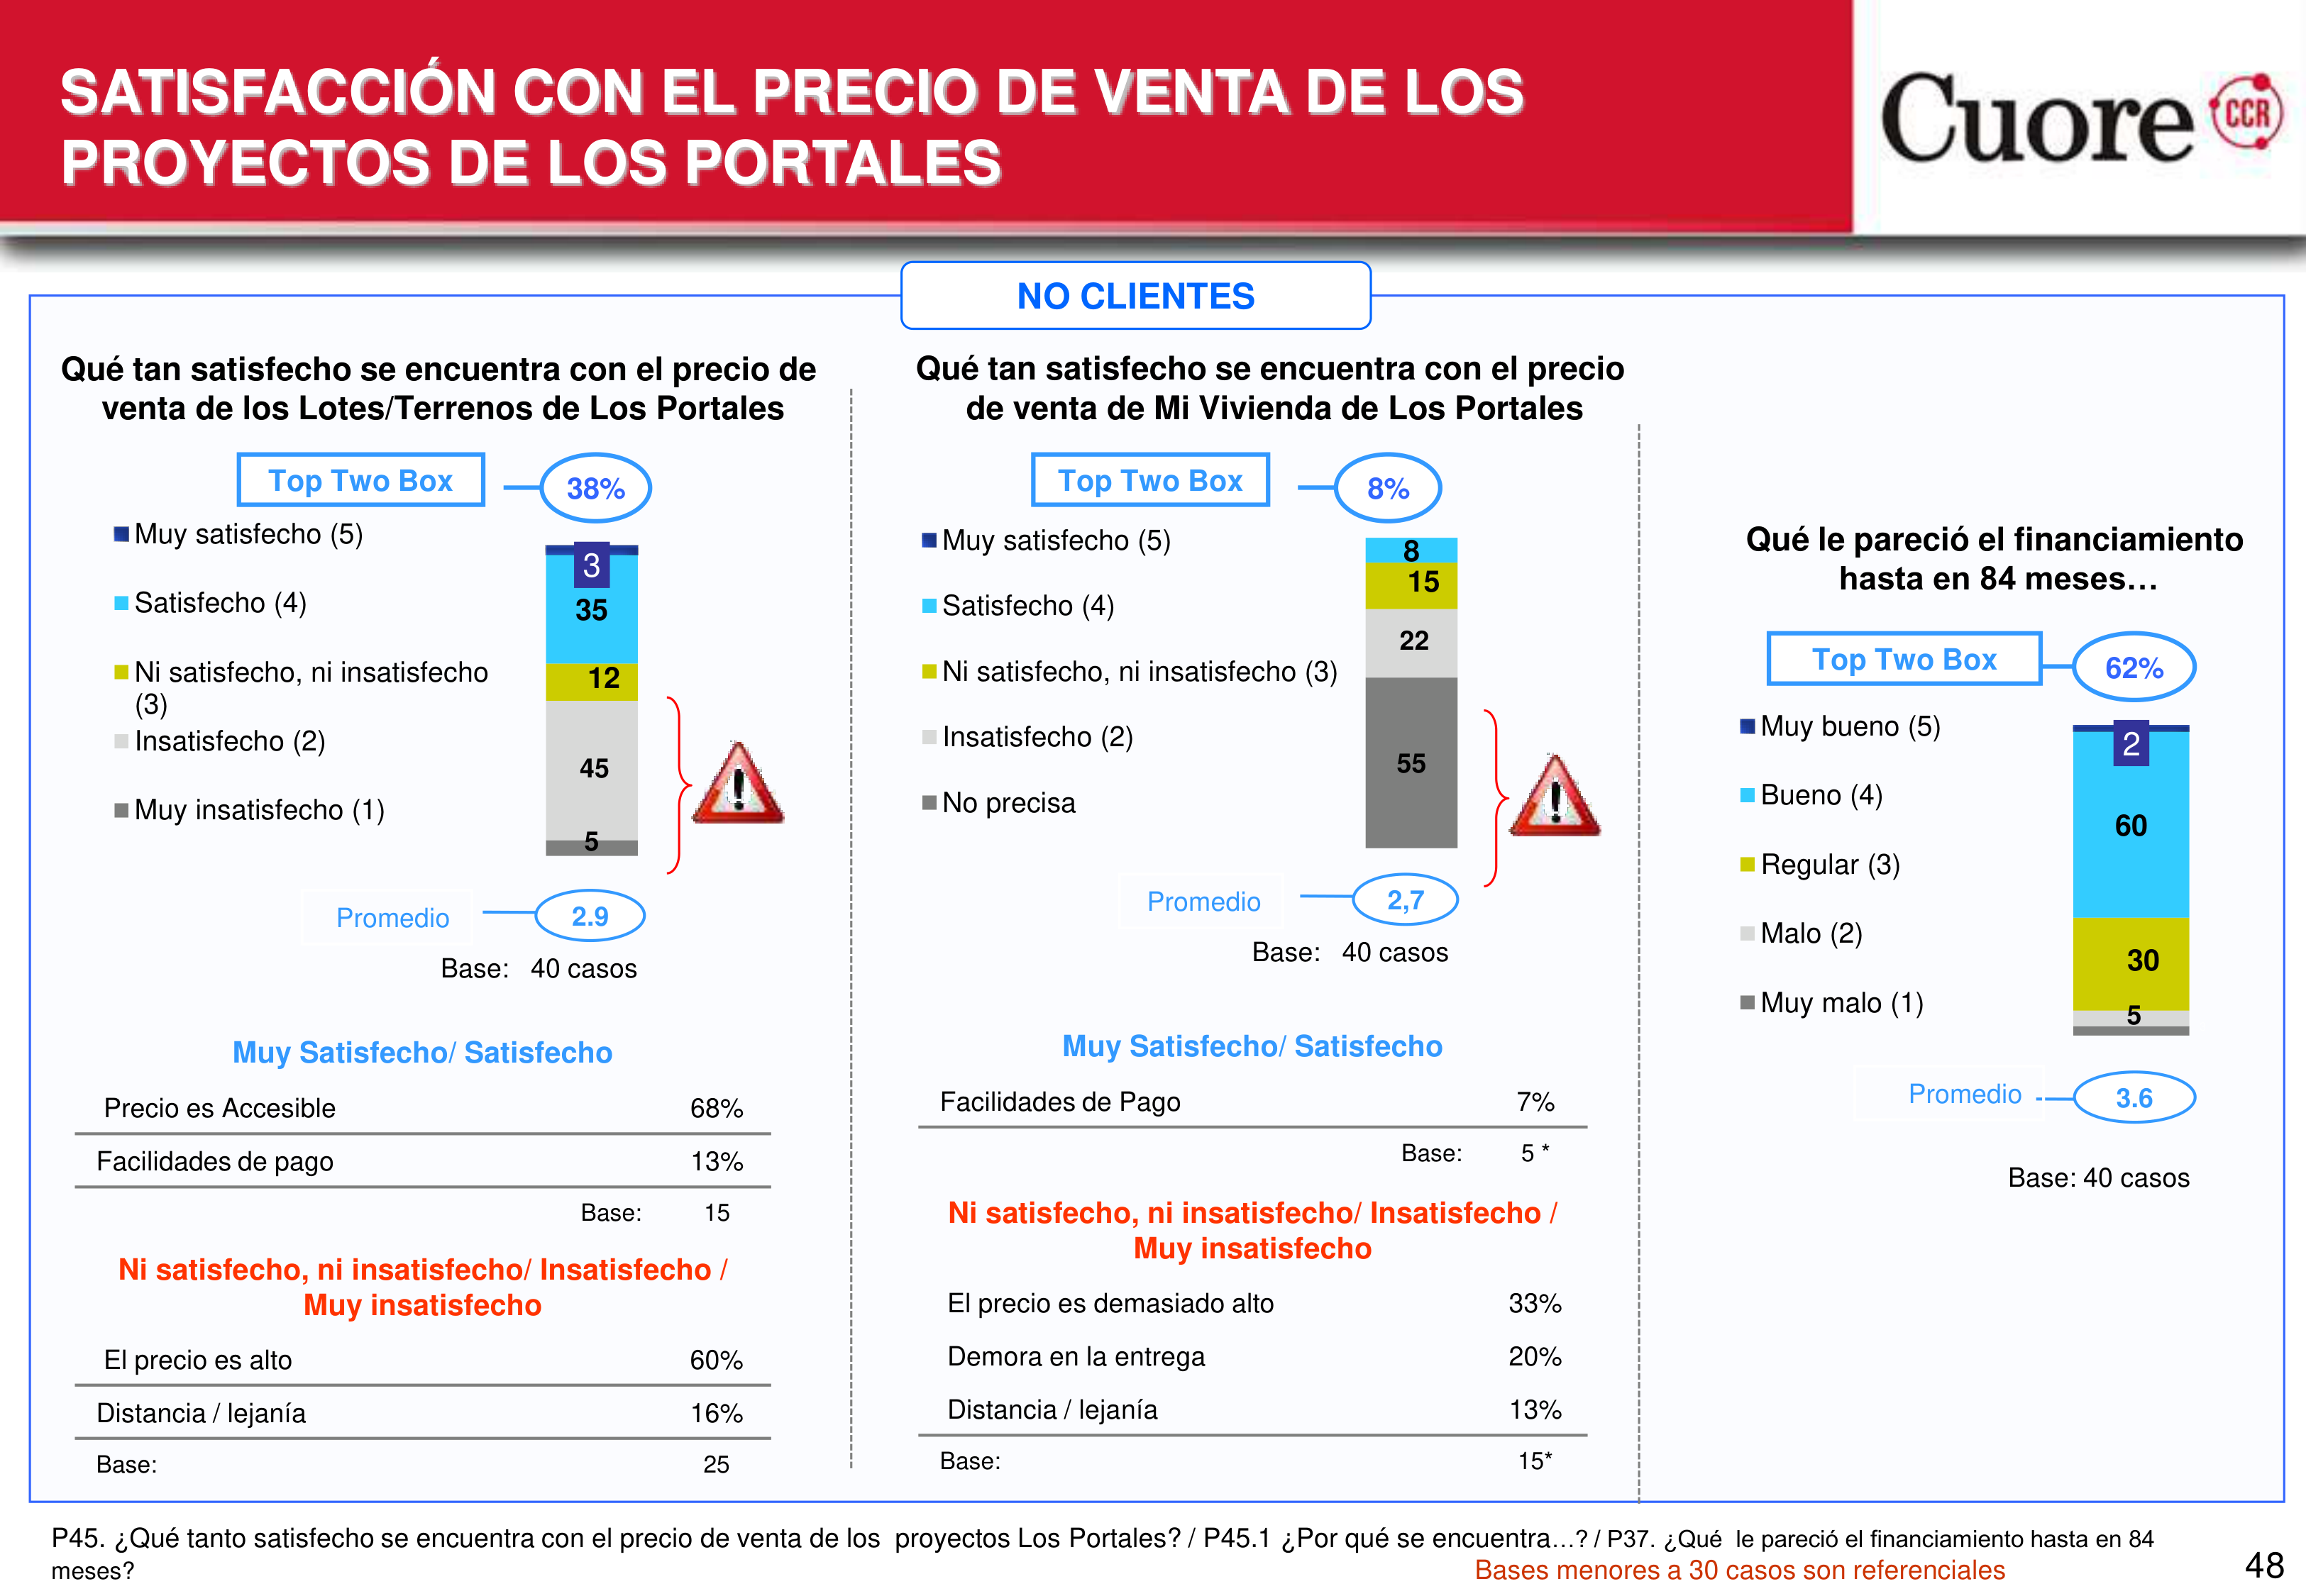 SATISFACCIÓN CON EL PRECIO DE VENTA DE LOS
PROYECTOS DE LOS PORTALES
Cuore CCR
NO CLIENTES
Qué tan satisfecho se encuentra con el precio de
venta de los Lotes/Terrenos de Los Portales
Top Two Box 38%
Muy satisfecho (5)
Satisfecho (4)
Ni satisfecho, ni insatisfecho
(3)
Insatisfecho (2)
Muy insatisfecho (1)
3
35
12
45
5
Promedio 2.9
Base: 40 casos
Muy Satisfecho/ Satisfecho
Precio es Accesible 68%
Facilidades de pago 13%
Base: 15
Ni satisfecho, ni insatisfecho/ Insatisfecho /
Muy insatisfecho
El precio es alto 60%
Distancia / lejanía 16%
Base: 25
Qué tan satisfecho se encuentra con el precio
de venta de Mi Vivienda de Los Portales
Top Two Box 8%
Muy satisfecho (5)
Satisfecho (4)
Ni satisfecho, ni insatisfecho (3)
Insatisfecho (2)
No precisa
8
15
22
55
Promedio 2,7
Base: 40 casos
Muy Satisfecho/ Satisfecho
Facilidades de Pago 7%
Base: 5 *
Ni satisfecho, ni insatisfecho/ Insatisfecho /
Muy insatisfecho
El precio es demasiado alto 33%
Demora en la entrega 20%
Distancia / lejanía 13%
Base: 15*
Qué le pareció el financiamiento
hasta en 84 meses…
Top Two Box 62%
Muy bueno (5)
Bueno (4)
Regular (3)
Malo (2)
Muy malo (1)
2
60
30
5
Promedio 3.6
Base: 40 casos
P45. ¿Qué tanto satisfecho se encuentra con el precio de venta de los proyectos Los Portales? / P45.1 ¿Por qué se encuentra…? / P37. ¿Qué le pareció el financiamiento hasta en 84
meses?
Bases menores a 30 casos son referenciales
48